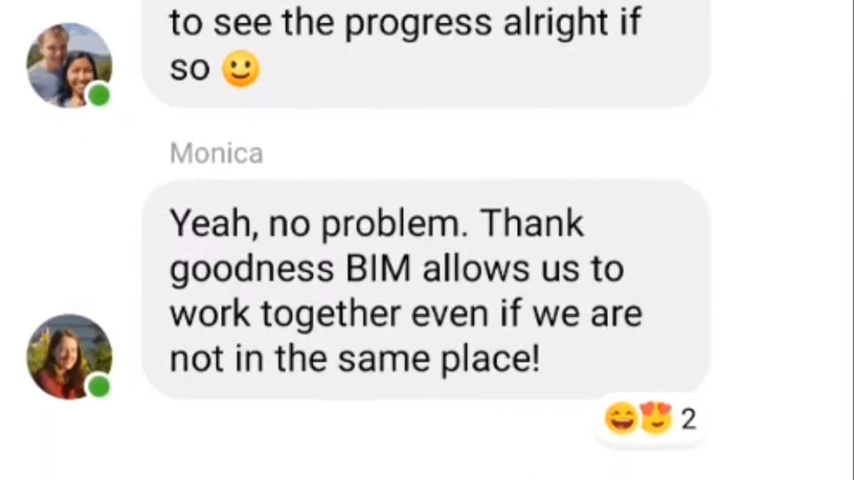 to see the progress alright if
so 🙂
Monica
Yeah, no problem. Thank
goodness BIM allows us to
work together even if we are
not in the same place!
😄😍 2